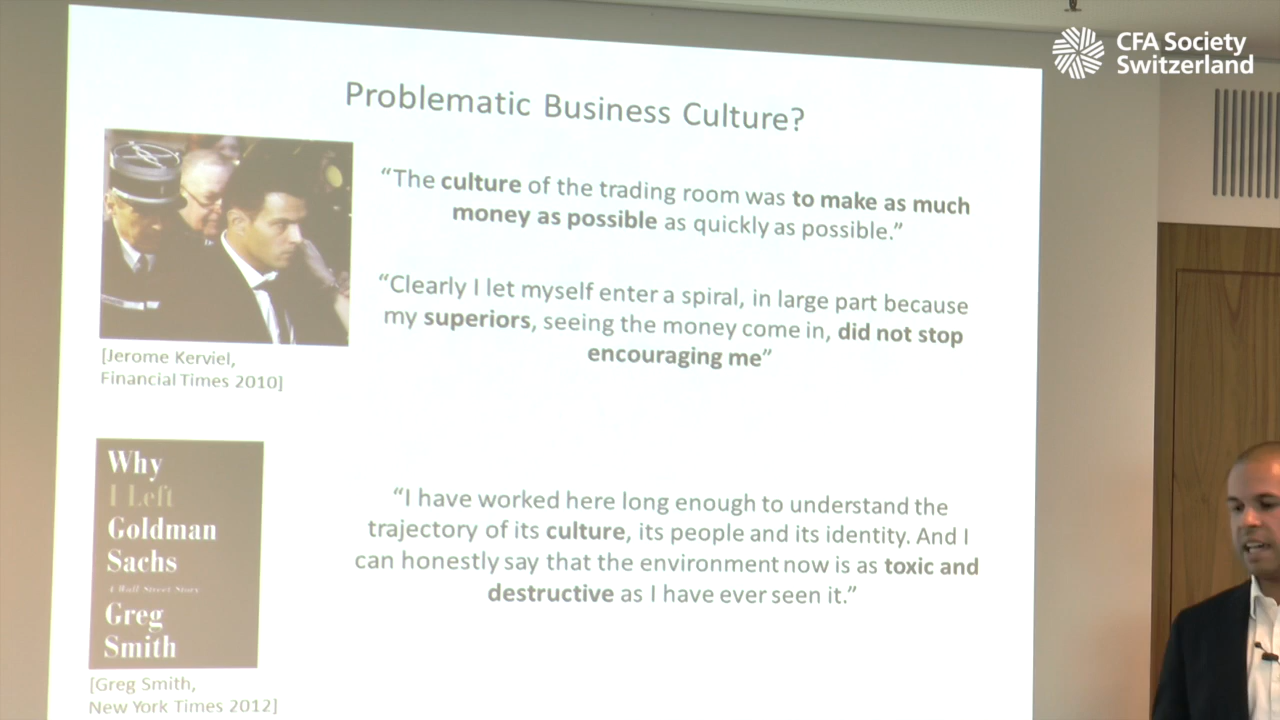 CFA Society
Switzerland
Problematic Business Culture?
“The culture of the trading room was to make as much
money as possible as quickly as possible.”
“Clearly I let myself enter a spiral, in large part because
my superiors, seeing the money come in, did not stop
encouraging me”
[Jerome Kerviel,
Financial Times 2010]
Why
I Left
Goldman
Sachs
A Wall Street Story
Greg
Smith
[Greg Smith,
New York Times 2012]
“I have worked here long enough to understand the
trajectory of its culture, its people and its identity. And I
can honestly say that the environment now is as toxic and
destructive as I have ever seen it.”